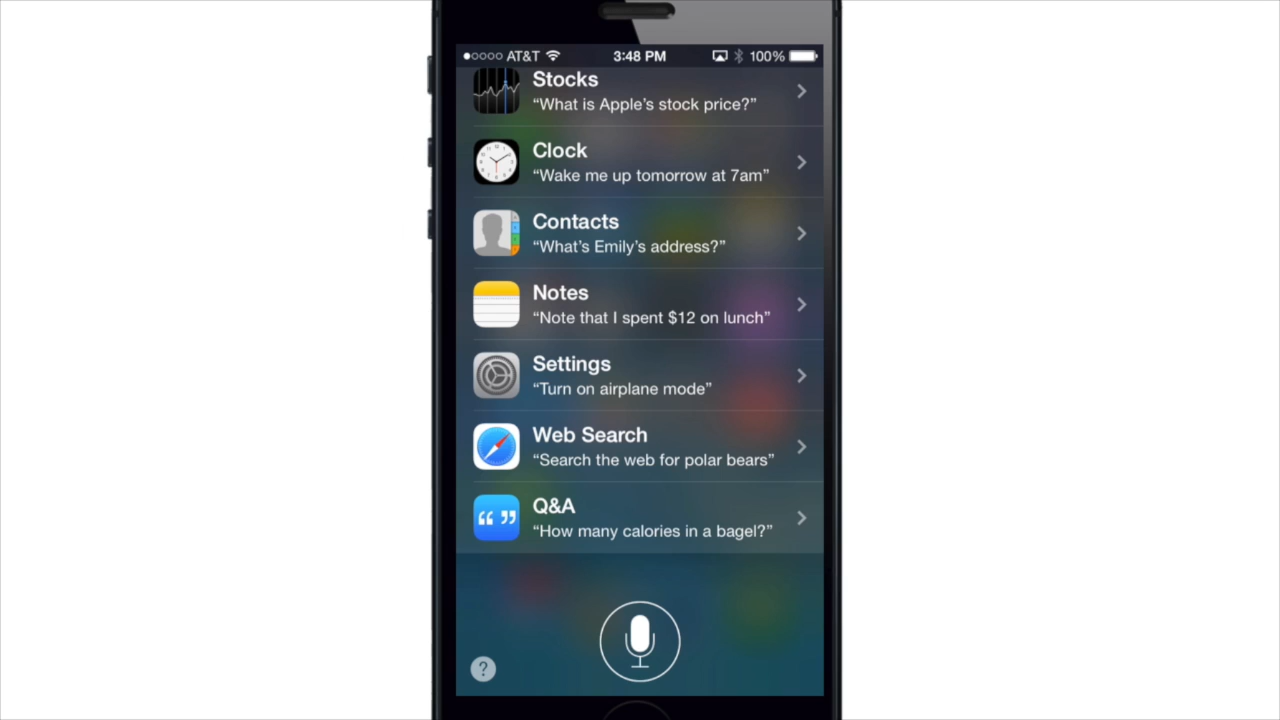 AT&T 3:48 PM 100%
Stocks
“What is Apple’s stock price?”
Clock
“Wake me up tomorrow at 7am”
Contacts
“What’s Emily’s address?”
Notes
“Note that I spent $12 on lunch”
Settings
“Turn on airplane mode”
Web Search
“Search the web for polar bears”
Q&A
“How many calories in a bagel?”
?